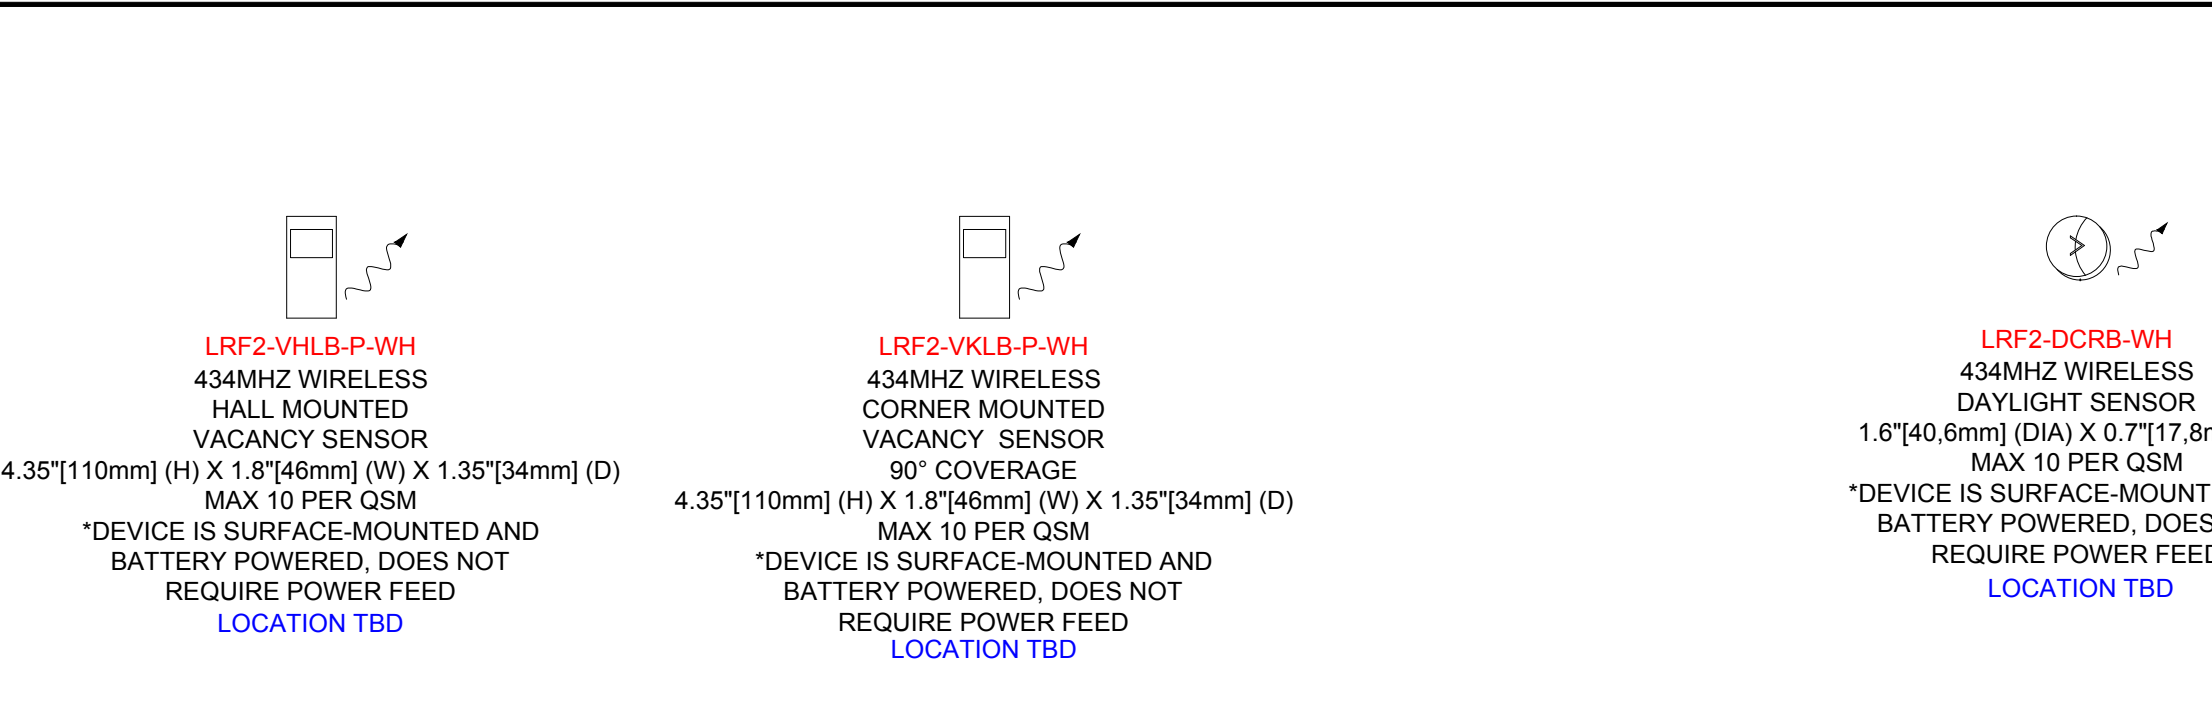 LRF2-VHLB-P-WH
434MHZ WIRELESS
HALL MOUNTED
VACANCY SENSOR
4.35"[110mm] (H) X 1.8"[46mm] (W) X 1.35"[34mm] (D)
MAX 10 PER QSM
*DEVICE IS SURFACE-MOUNTED AND
BATTERY POWERED, DOES NOT
REQUIRE POWER FEED
LOCATION TBD
LRF2-VKLB-P-WH
434MHZ WIRELESS
CORNER MOUNTED
VACANCY SENSOR
90° COVERAGE
4.35"[110mm] (H) X 1.8"[46mm] (W) X 1.35"[34mm] (D)
MAX 10 PER QSM
*DEVICE IS SURFACE-MOUNTED AND
BATTERY POWERED, DOES NOT
REQUIRE POWER FEED
LOCATION TBD
LRF2-DCRB-WH
434MHZ WIRELESS
DAYLIGHT SENSOR
1.6"[40,6mm] (DIA) X 0.7"[17,8
MAX 10 PER QSM
*DEVICE IS SURFACE-MOUNT
BATTERY POWERED, DOES
REQUIRE POWER FEED
LOCATION TBD